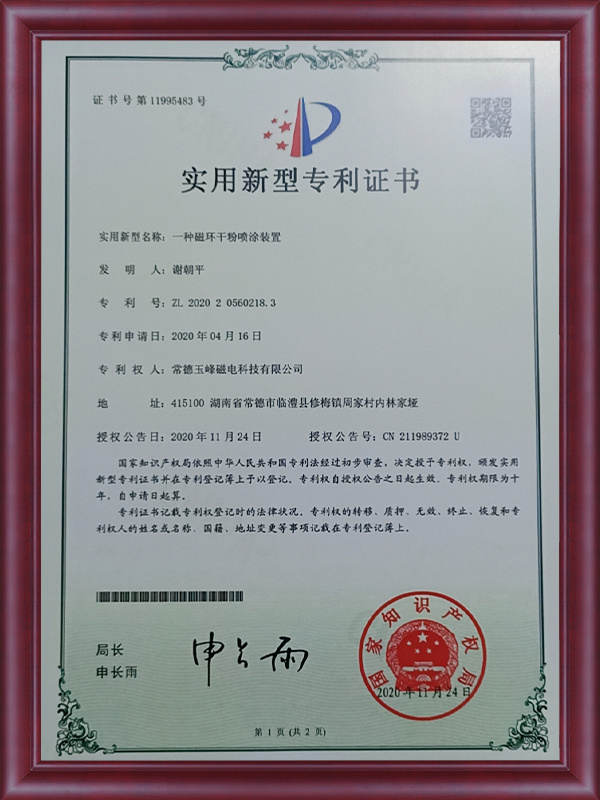 证书号第11995483号
实用新型专利证书
实用新型名称：一种磁环干粉喷涂装置
发 明 人：谢朝平
专 利 号：ZL 2020 2 0560218.3
专利申请日：2020年04月16日
专 利 权 人：常德玉峰磁电科技有限公司
地 址：415100 湖南省常德市临澧县修梅镇周家村内林家垭
授权公告日：2020年11月24日 授权公告号：CN 211989372 U
国家知识产权局依照中华人民共和国专利法经过初步审查，决定授予专利权，颁发实用
新型专利证书并在专利登记簿上予以登记。专利权自授权公告之日起生效。专利权期限为十
年，自申请日起算。
专利证书记载专利权登记时的法律状况。专利权的转移、质押、无效、终止、恢复和专
利权人的姓名或名称、国籍、地址变更等事项记载在专利登记簿上。
局长
申长雨
申长雨
国家知识产权局
2020年11月24日
第 1 页 (共 2 页)